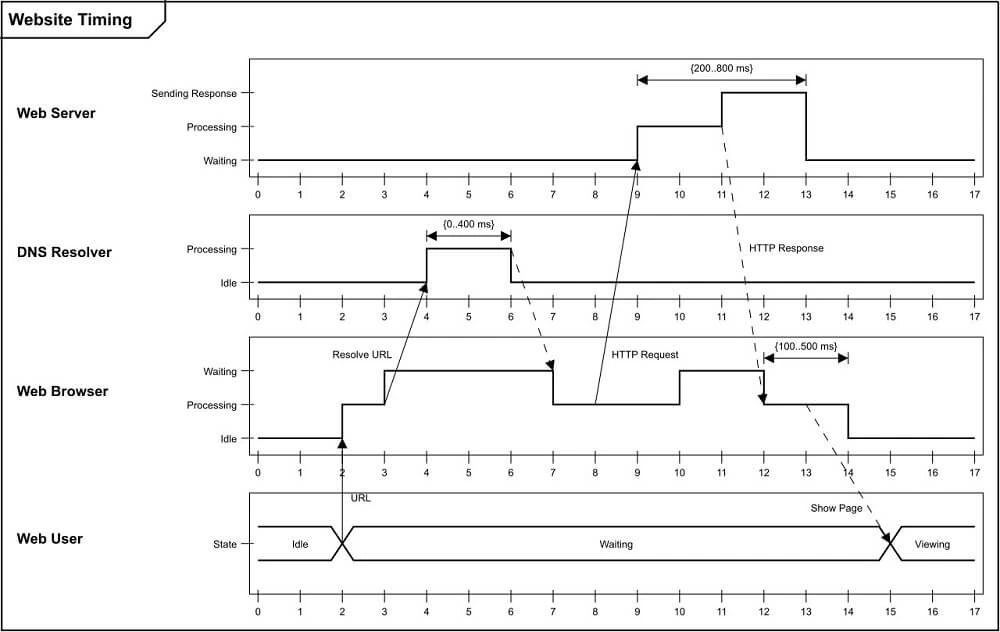 Website Timing
Web Server
{200..800 ms}
Sending Response
Processing
Waiting
0 1 2 3 4 5 6 7 8 9 10 11 12 13 14 15 16 17
DNS Resolver
{0..400 ms}
Processing
HTTP Response
Idle
0 1 2 3 4 5 6 7 8 9 10 11 12 13 14 15 16 17
Web Browser
{100..500 ms}
Resolve URL
HTTP Request
Waiting
Processing
Idle
0 1 2 3 4 5 6 7 8 9 10 11 12 13 14 15 16 17
Web User
URL
Show Page
State
Idle
Waiting
Viewing
0 1 2 3 4 5 6 7 8 9 10 11 12 13 14 15 16 17